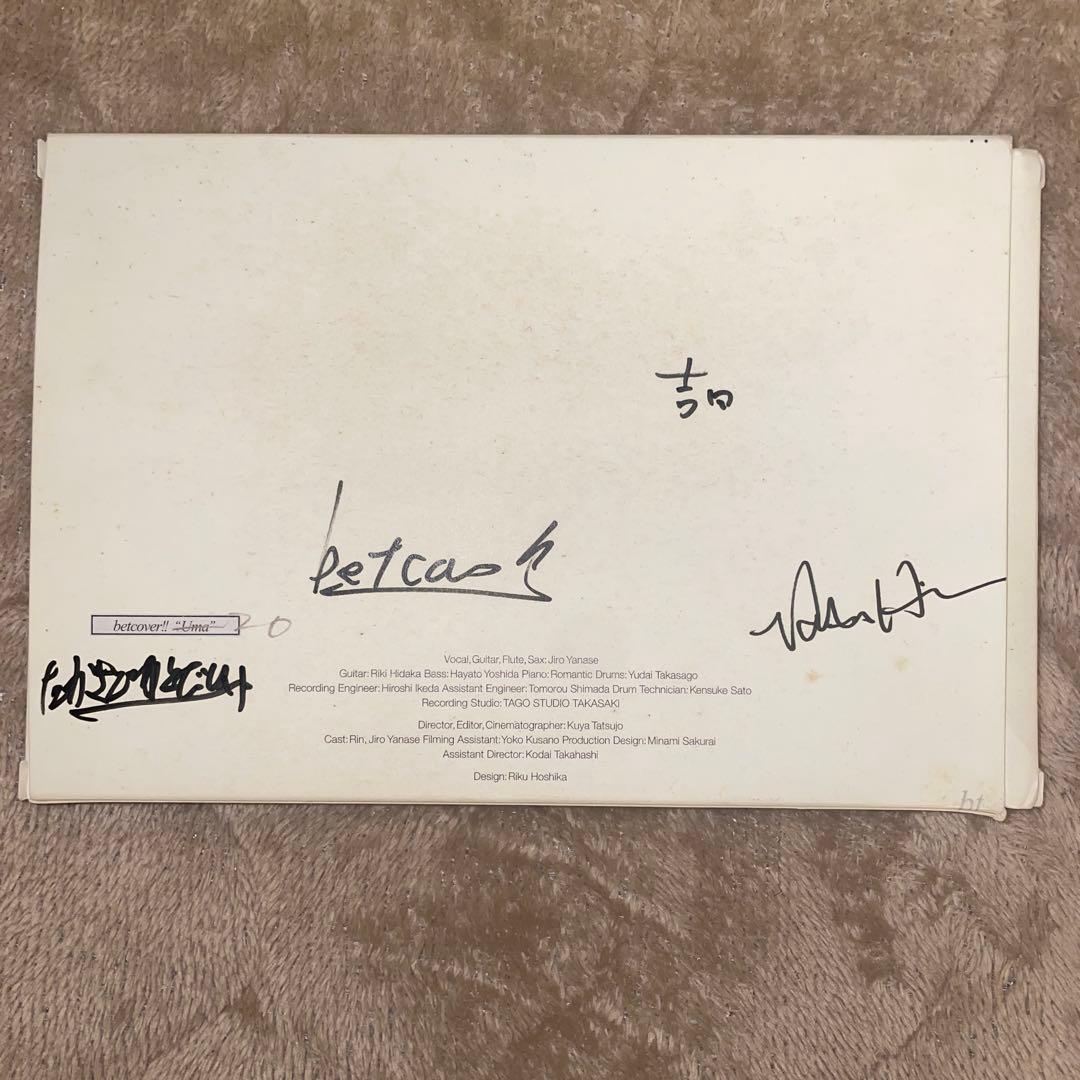 吉田
betcash
betcover!! “Uma” 20
Vocal, Guitar, Flute, Sax: Jiro Yanase
Guitar: Riki Hidaka Bass: Hayato Yoshida Piano: Romantic Drums: Yudai Takasago
Recording Engineer: Hiroshi Ikeda Assistant Engineer: Tomorou Shimada Drum Technician: Kensuke Sato
Recording Studio: TAGO STUDIO TAKASAKI
Director, Editor, Cinematographer: Kuya Tatsujo
Cast: Rin, Jiro Yanase Filming Assistant: Yoko Kusano Production Design: Minami Sakurai
Assistant Director: Kodai Takahashi
Design: Riku Hoshika
bt